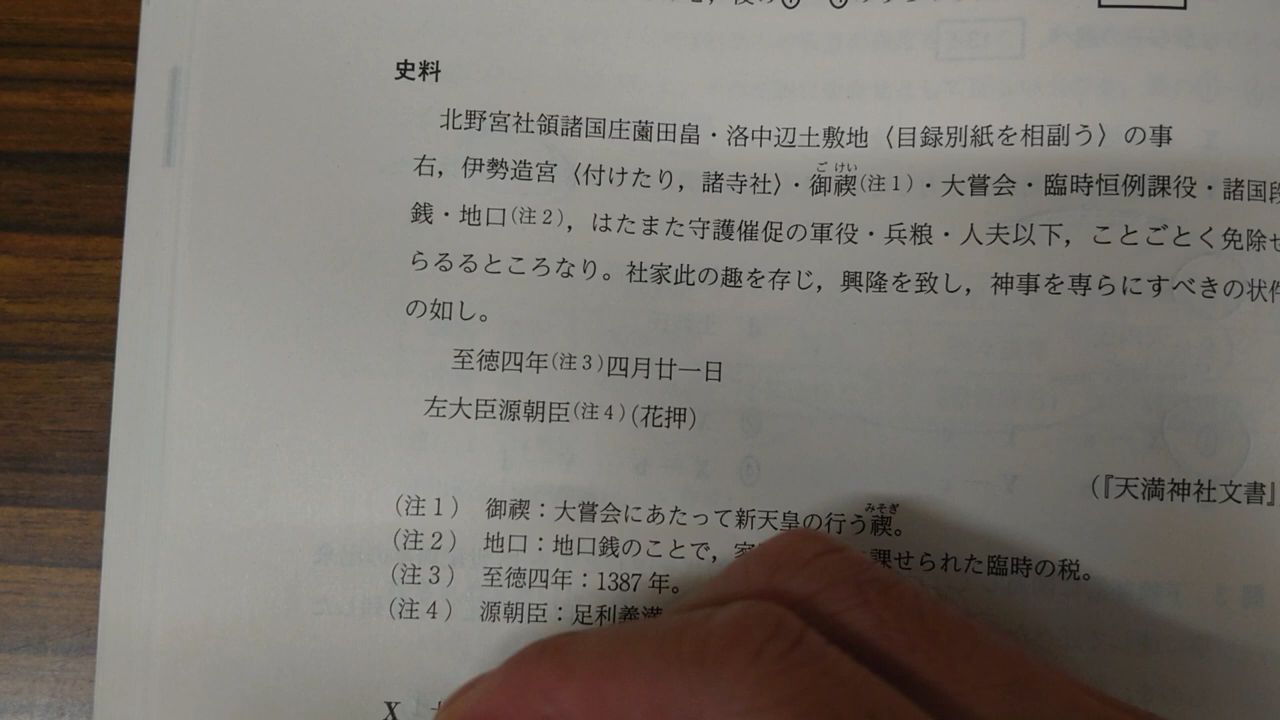 史料
北野宮社領諸国庄薗田畠・洛中辺土敷地〈目録別紙を相副う〉の事
ごけい
右，伊勢造宮〈付けたり，諸寺社〉・御禊(注1)・大嘗会・臨時恒例課役・諸国段
銭・地口(注2)，はたまた守護催促の軍役・兵粮・人夫以下，ことごとく免除せ
らるるところなり。社家此の趣を存じ，興隆を致し，神事を専らにすべきの状件
の如し。
至徳四年(注3)四月廿一日
左大臣源朝臣(注4)(花押)
(『天満神社文書』
みそぎ
(注1) 御禊：大嘗会にあたって新天皇の行う禊。
(注2) 地口：地口銭のことで，課せられた臨時の税。
(注3) 至徳四年：1387年。
(注4) 源朝臣：足利義満
X